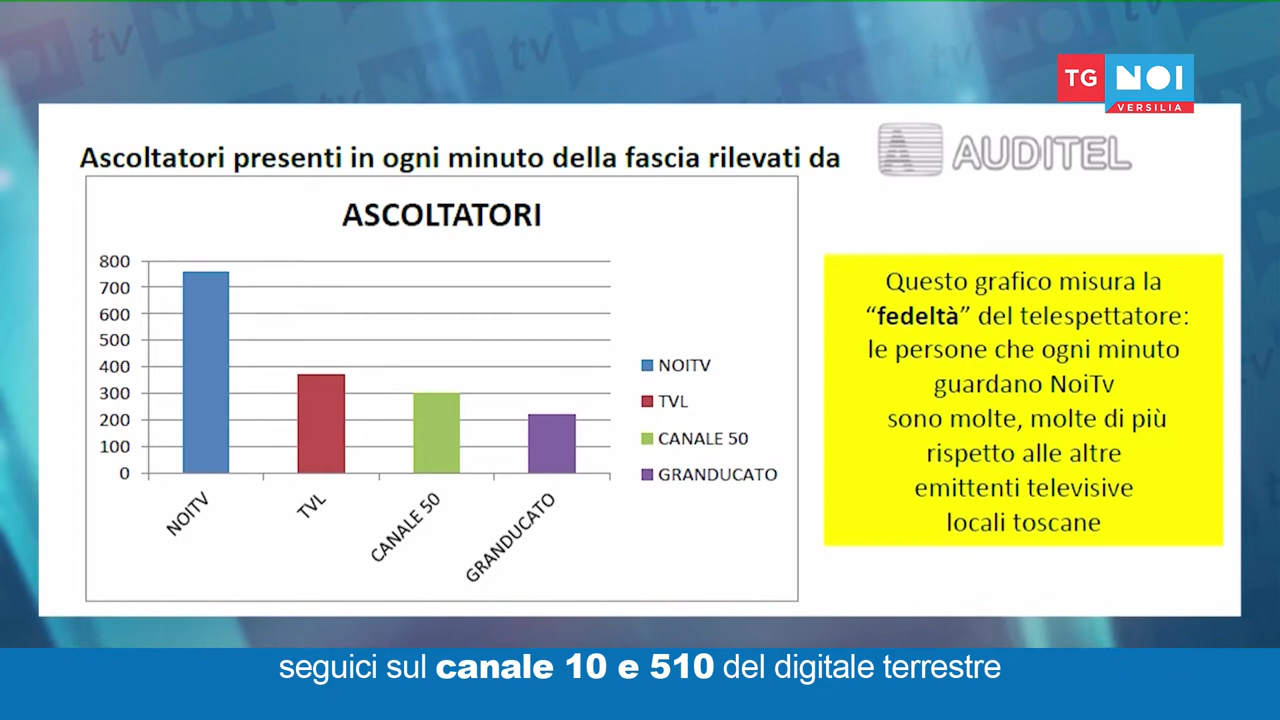 TG NOI
VERSILIA
Ascoltatori presenti in ogni minuto della fascia rilevati da
A AUDITEL
ASCOLTATORI
800
700
600
500
400
300
200
100
0
NOITV
TVL
CANALE 50
GRANDUCATO
NOITV
TVL
CANALE 50
GRANDUCATO
Questo grafico misura la
“fedeltà” del telespettatore:
le persone che ogni minuto
guardano NoiTv
sono molte, molte di più
rispetto alle altre
emittenti televisive
locali toscane
seguici sul canale 10 e 510 del digitale terrestre